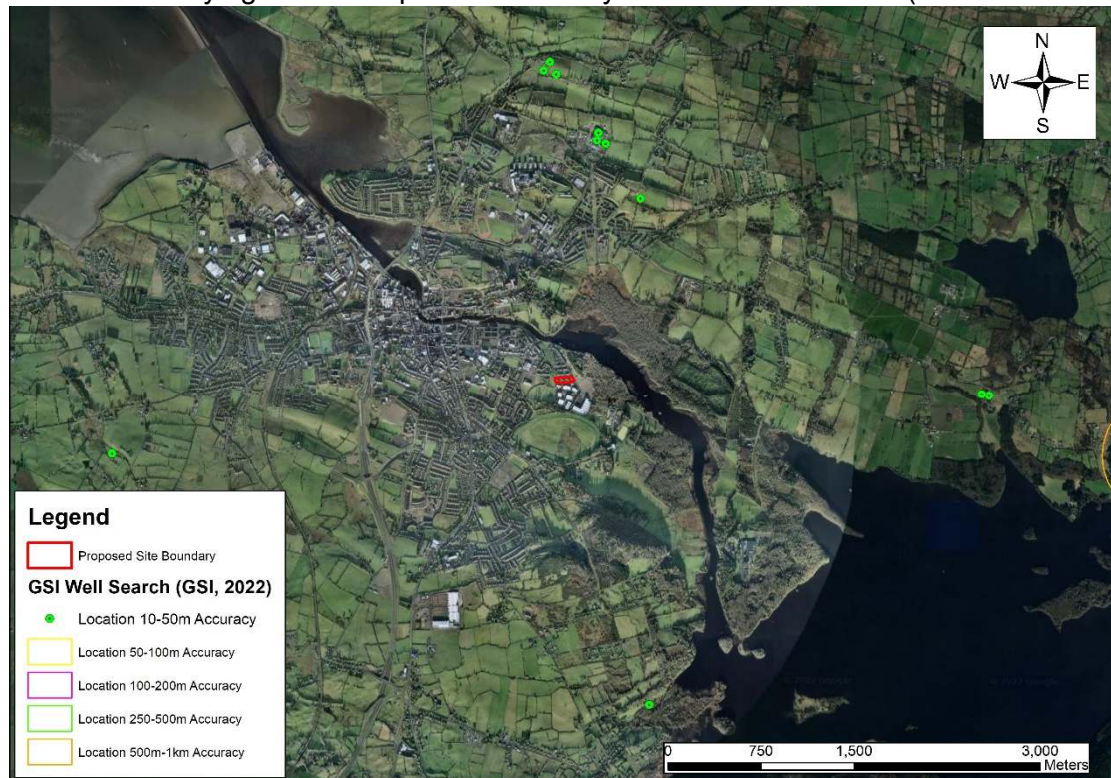 N
W E
S
Legend
Proposed Site Boundary
GSI Well Search (GSI, 2022)
Location 10-50m Accuracy
Location 50-100m Accuracy
Location 100-200m Accuracy
Location 250-500m Accuracy
Location 500m-1km Accuracy
0 750 1,500 3,000
Meters